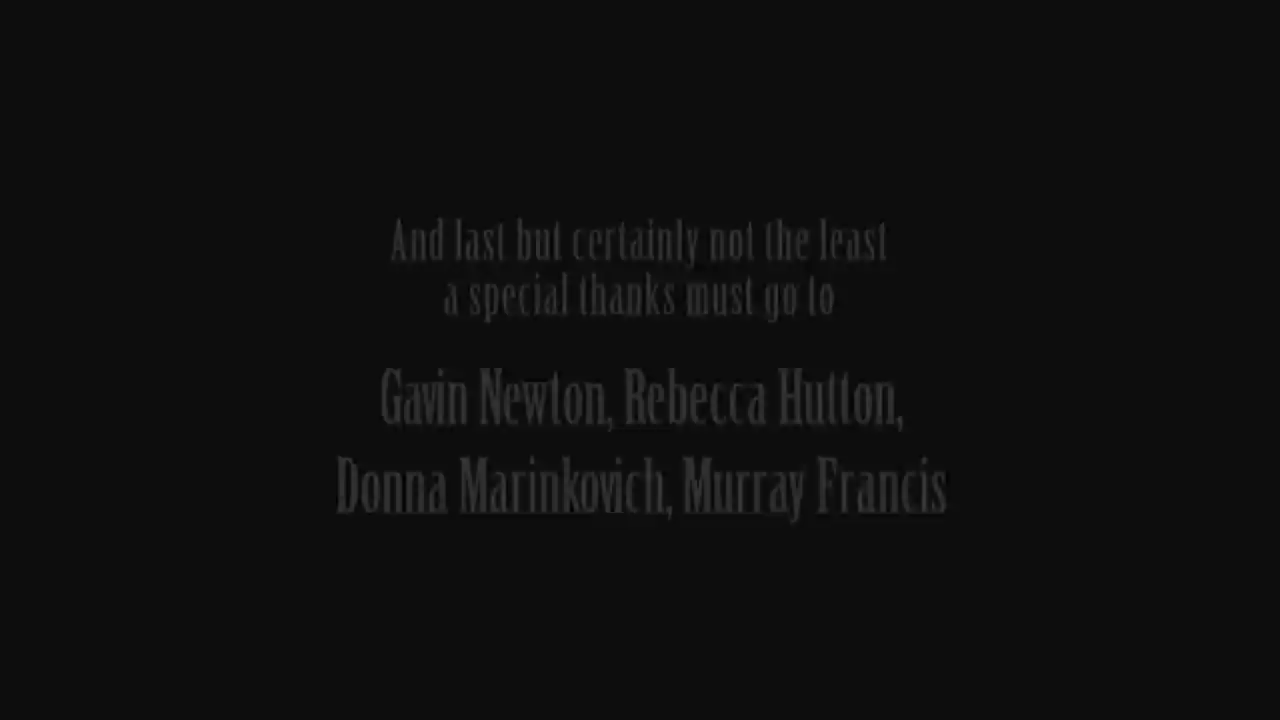 And last but certainly not the least
a special thanks must go to
Gavin Newton, Rebecca Hutton,
Donna Marinkovich, Murray Francis